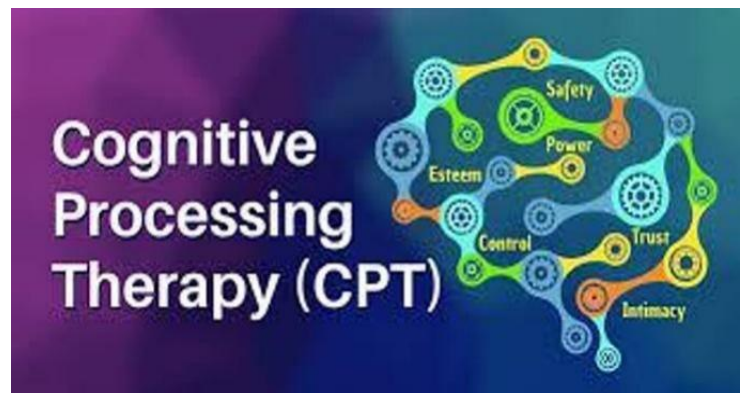 Cognitive
Processing
Therapy (CPT)
Safety
Power
Esteem
Trust
Control
Intimacy